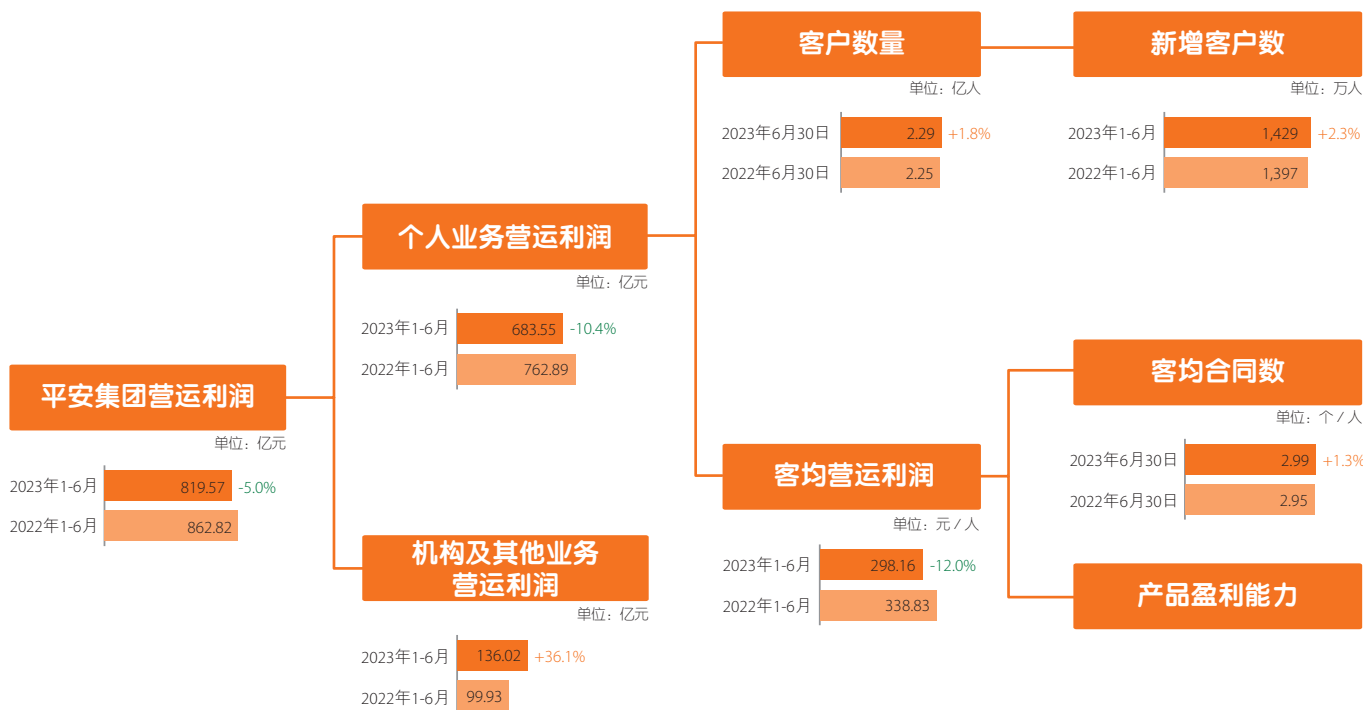 平安集团营运利润
单位：亿元
2023年1-6月 819.57 -5.0%
2022年1-6月 862.82
个人业务营运利润
单位：亿元
2023年1-6月 683.55 -10.4%
2022年1-6月 762.89
机构及其他业务
营运利润
单位：亿元
2023年1-6月 136.02 +36.1%
2022年1-6月 99.93
客户数量
单位：亿人
2023年6月30日 2.29 +1.8%
2022年6月30日 2.25
新增客户数
单位：万人
2023年1-6月 1,429 +2.3%
2022年1-6月 1,397
客均营运利润
单位：元 / 人
2023年1-6月 298.16 -12.0%
2022年1-6月 338.83
客均合同数
单位：个 / 人
2023年6月30日 2.99 +1.3%
2022年6月30日 2.95
产品盈利能力